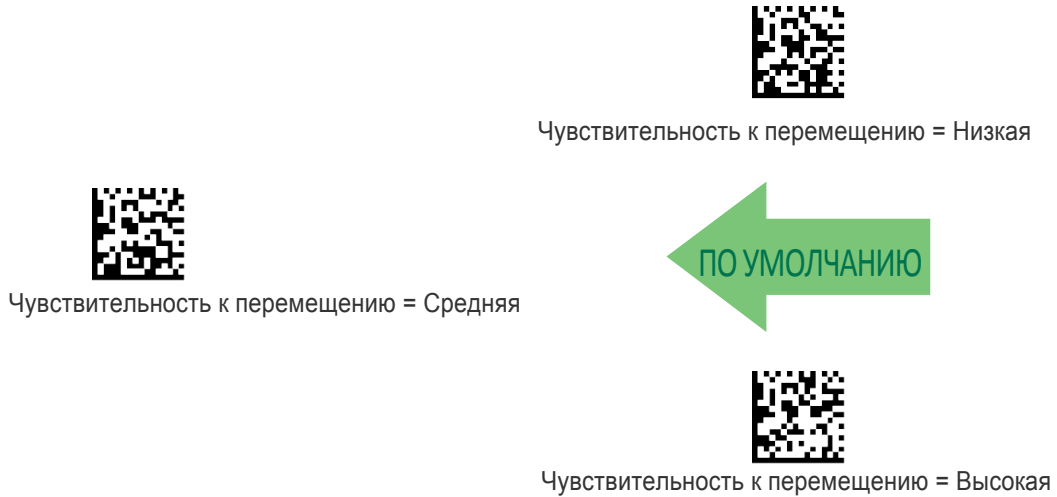 Чувствительность к перемещению = Низкая
ПО УМОЛЧАНИЮ
Чувствительность к перемещению = Средняя
Чувствительность к перемещению = Высокая